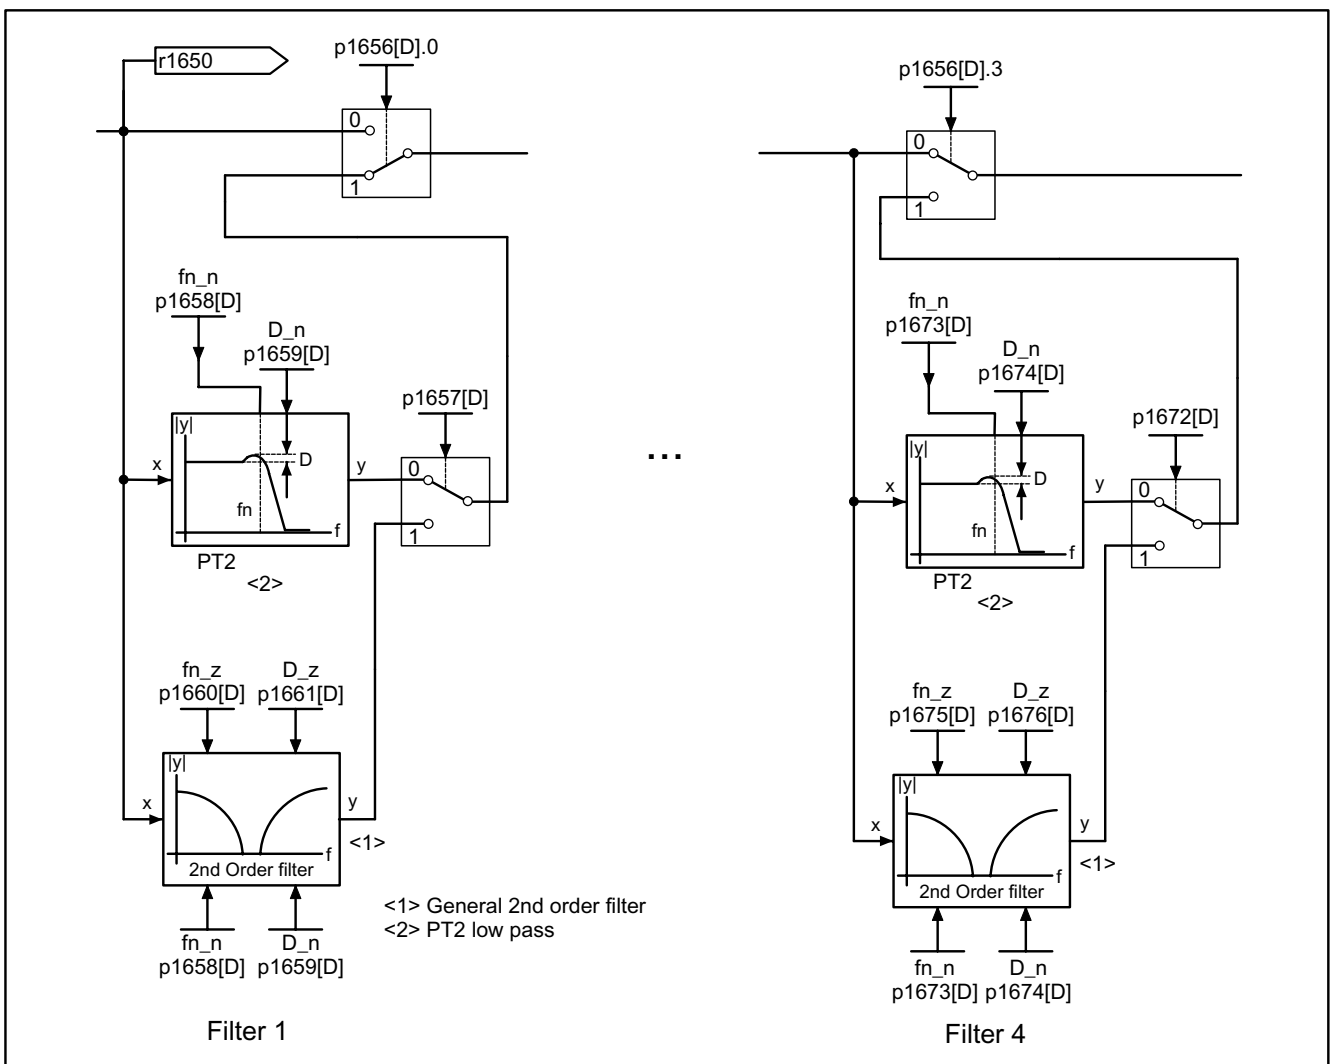 r1650
p1656[D].0
0
1
fn_n
p1658[D]
D_n
p1659[D]
p1657[D]
|y|
x
D
fn
f
y
0
1
PT2
<2>
fn_z
p1660[D]
D_z
p1661[D]
|y|
x
y
f
<1>
2nd Order filter
fn_n
p1658[D]
D_n
p1659[D]
Filter 1
<1> General 2nd order filter
<2> PT2 low pass
...
p1656[D].3
0
1
fn_n
p1673[D]
D_n
p1674[D]
p1672[D]
|y|
x
D
fn
f
y
0
1
PT2
<2>
fn_z
p1675[D]
D_z
p1676[D]
|y|
x
y
f
<1>
2nd Order filter
fn_n
p1673[D]
D_n
p1674[D]
Filter 4